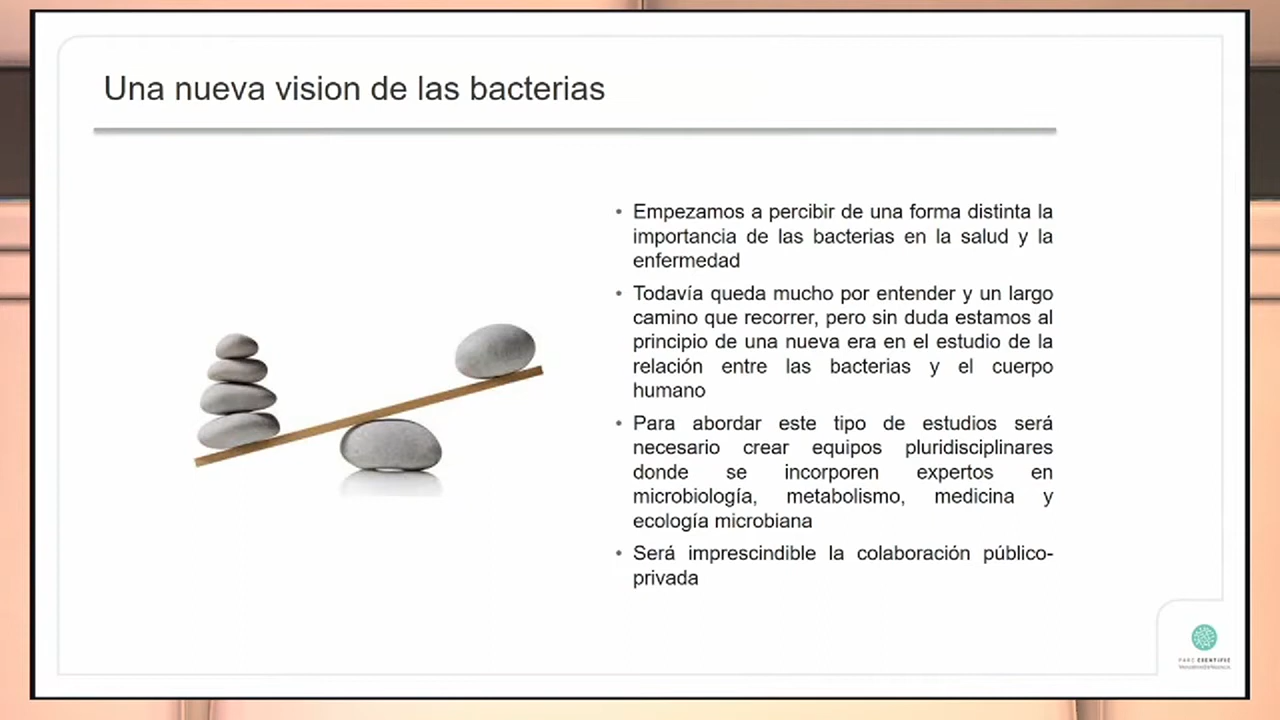 Una nueva vision de las bacterias
• Empezamos a percibir de una forma distinta la
importancia de las bacterias en la salud y la
enfermedad
• Todavía queda mucho por entender y un largo
camino que recorrer, pero sin duda estamos al
principio de una nueva era en el estudio de la
relación entre las bacterias y el cuerpo
humano
• Para abordar este tipo de estudios será
necesario crear equipos pluridisciplinares
donde se incorporen expertos en
microbiología, metabolismo, medicina y
ecología microbiana
• Será imprescindible la colaboración público-
privada
PARC CIENTIFIC